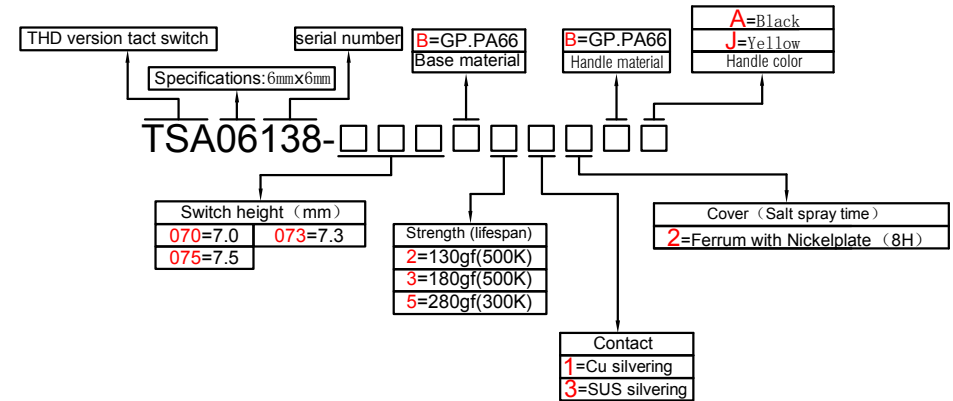 THD version tact switch
serial number
B=GP.PA66
Base material
B=GP.PA66
Handle material
A=Black
J=Yellow
Handle color
Specifications:6mmx6mm
TSA06138-□□□□□□□□□
Switch height（mm）
070=7.0 073=7.3
075=7.5
Strength (lifespan)
2=130gf(500K)
3=180gf(500K)
5=280gf(300K)
Contact
1=Cu silvering
3=SUS silvering
Cover（Salt spray time）
2=Ferrum with Nickelplate（8H）